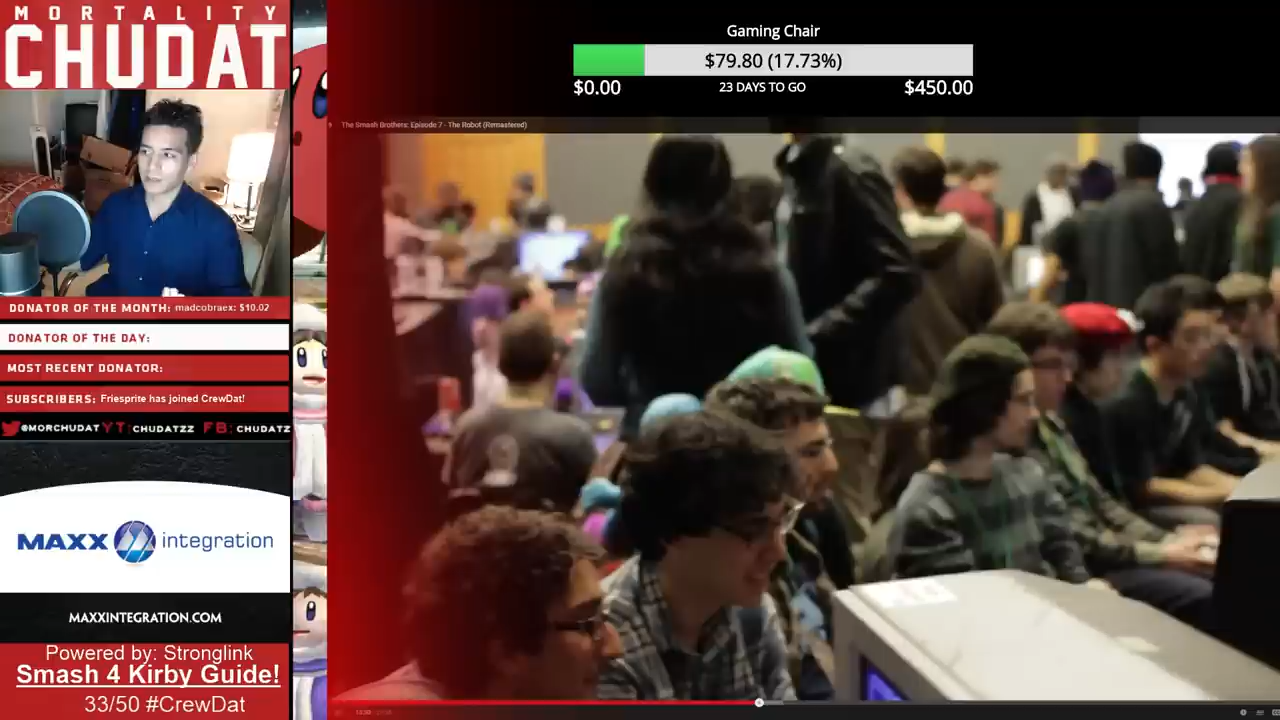 MORTALITY
CHUDAT
Gaming Chair
$79.80 (17.73%)
$0.00
23 DAYS TO GO
$450.00
The Smash Brothers: Episode 7 - The Robot (Remastered)
DONATOR OF THE MONTH: madcobraex: $10.02
DONATOR OF THE DAY:
MOST RECENT DONATOR:
SUBSCRIBERS: Friesprite has joined CrewDat!
@MORCHUDAT YT: CHUDATZZ FB: CHUDATZ
MAXX integration
MAXXINTEGRATION.COM
Powered by: Stronglink
Smash 4 Kirby Guide!
33/50 #CrewDat